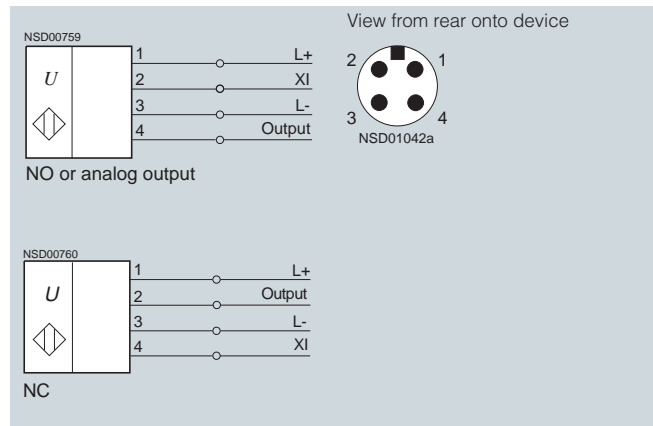 View from rear onto device
NSD00759
1 L+
U 2 XI
3 L-
4 Output
NO or analog output
2 1
3 4
NSD01042a
NSD00760
1 L+
U 2 Output
3 L-
4 XI
NC